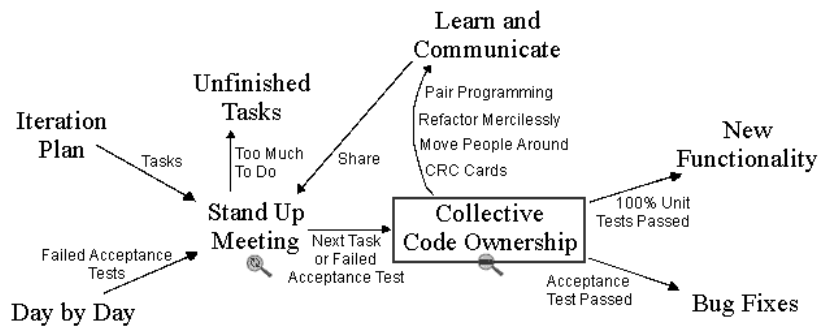 Learn and
Communicate
Unfinished
Tasks
Pair Programming
Refactor Mercilessly
Move People Around
CRC Cards
Iteration
Plan
Tasks
Too Much
To Do
Share
New
Functionality
Stand Up
Meeting
Next Task
or Failed
Acceptance Test
Collective
Code Ownership
100% Unit
Tests Passed
Failed Acceptance
Tests
Day by Day
Acceptance
Test Passed
Bug Fixes